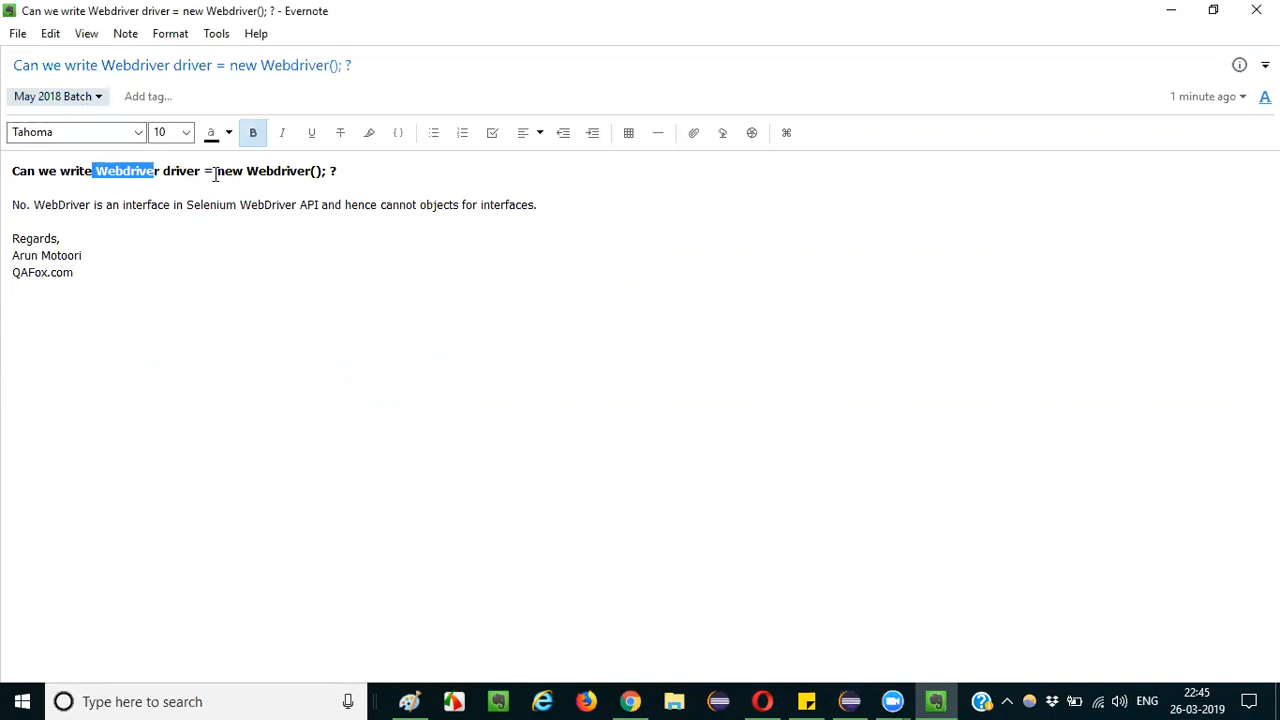 Can we write Webdriver driver = new Webdriver(); ? - Evernote
File Edit View Note Format Tools Help
Can we write Webdriver driver = new Webdriver(); ?
May 2018 Batch Add tag... 1 minute ago A
Tahoma 10 a B I U T { }
Can we write Webdriver driver = new Webdriver(); ?
No. WebDriver is an interface in Selenium WebDriver API and hence cannot objects for interfaces.
Regards,
Arun Motoori
QAFox.com
Type here to search ENG 22:45
26-03-2019